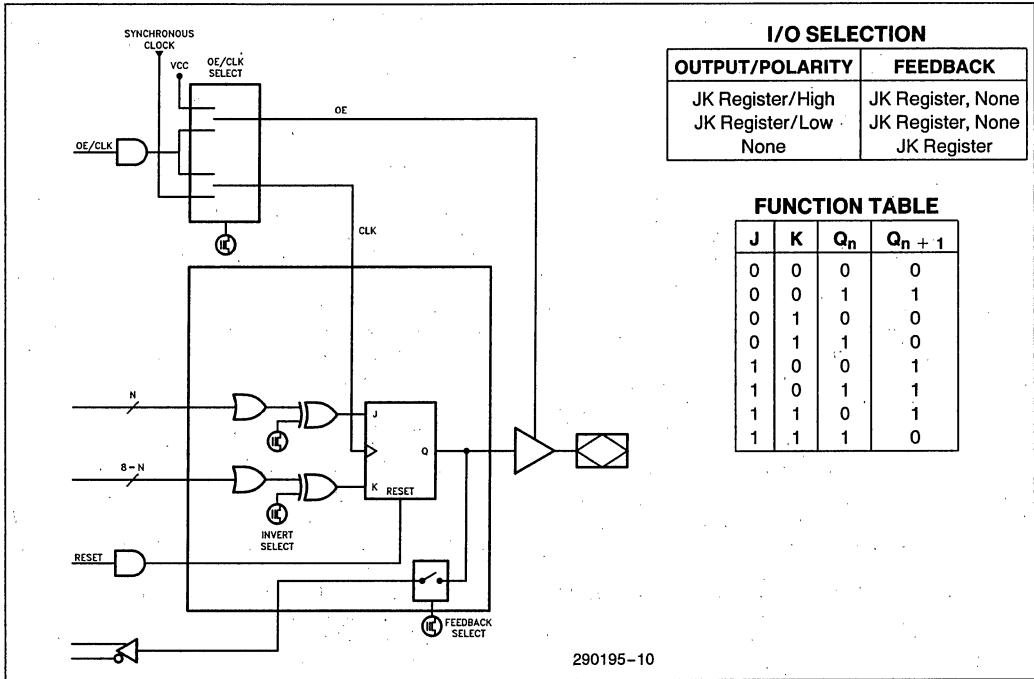 SYNCHRONOUS
CLOCK
VCC
OE/CLK
SELECT
OE
OE/CLK
CLK
N
8-N
J
Q
K
RESET
INVERT
SELECT
RESET
FEEDBACK
SELECT
290195-10
I/O SELECTION
OUTPUT/POLARITY FEEDBACK
JK Register/High JK Register, None
JK Register/Low JK Register, None
None JK Register
FUNCTION TABLE
J K Qn Qn + 1
0 0 0 0
0 0 1 1
0 1 0 0
0 1 1 0
1 0 0 1
1 0 1 1
1 1 0 1
1 1 1 0